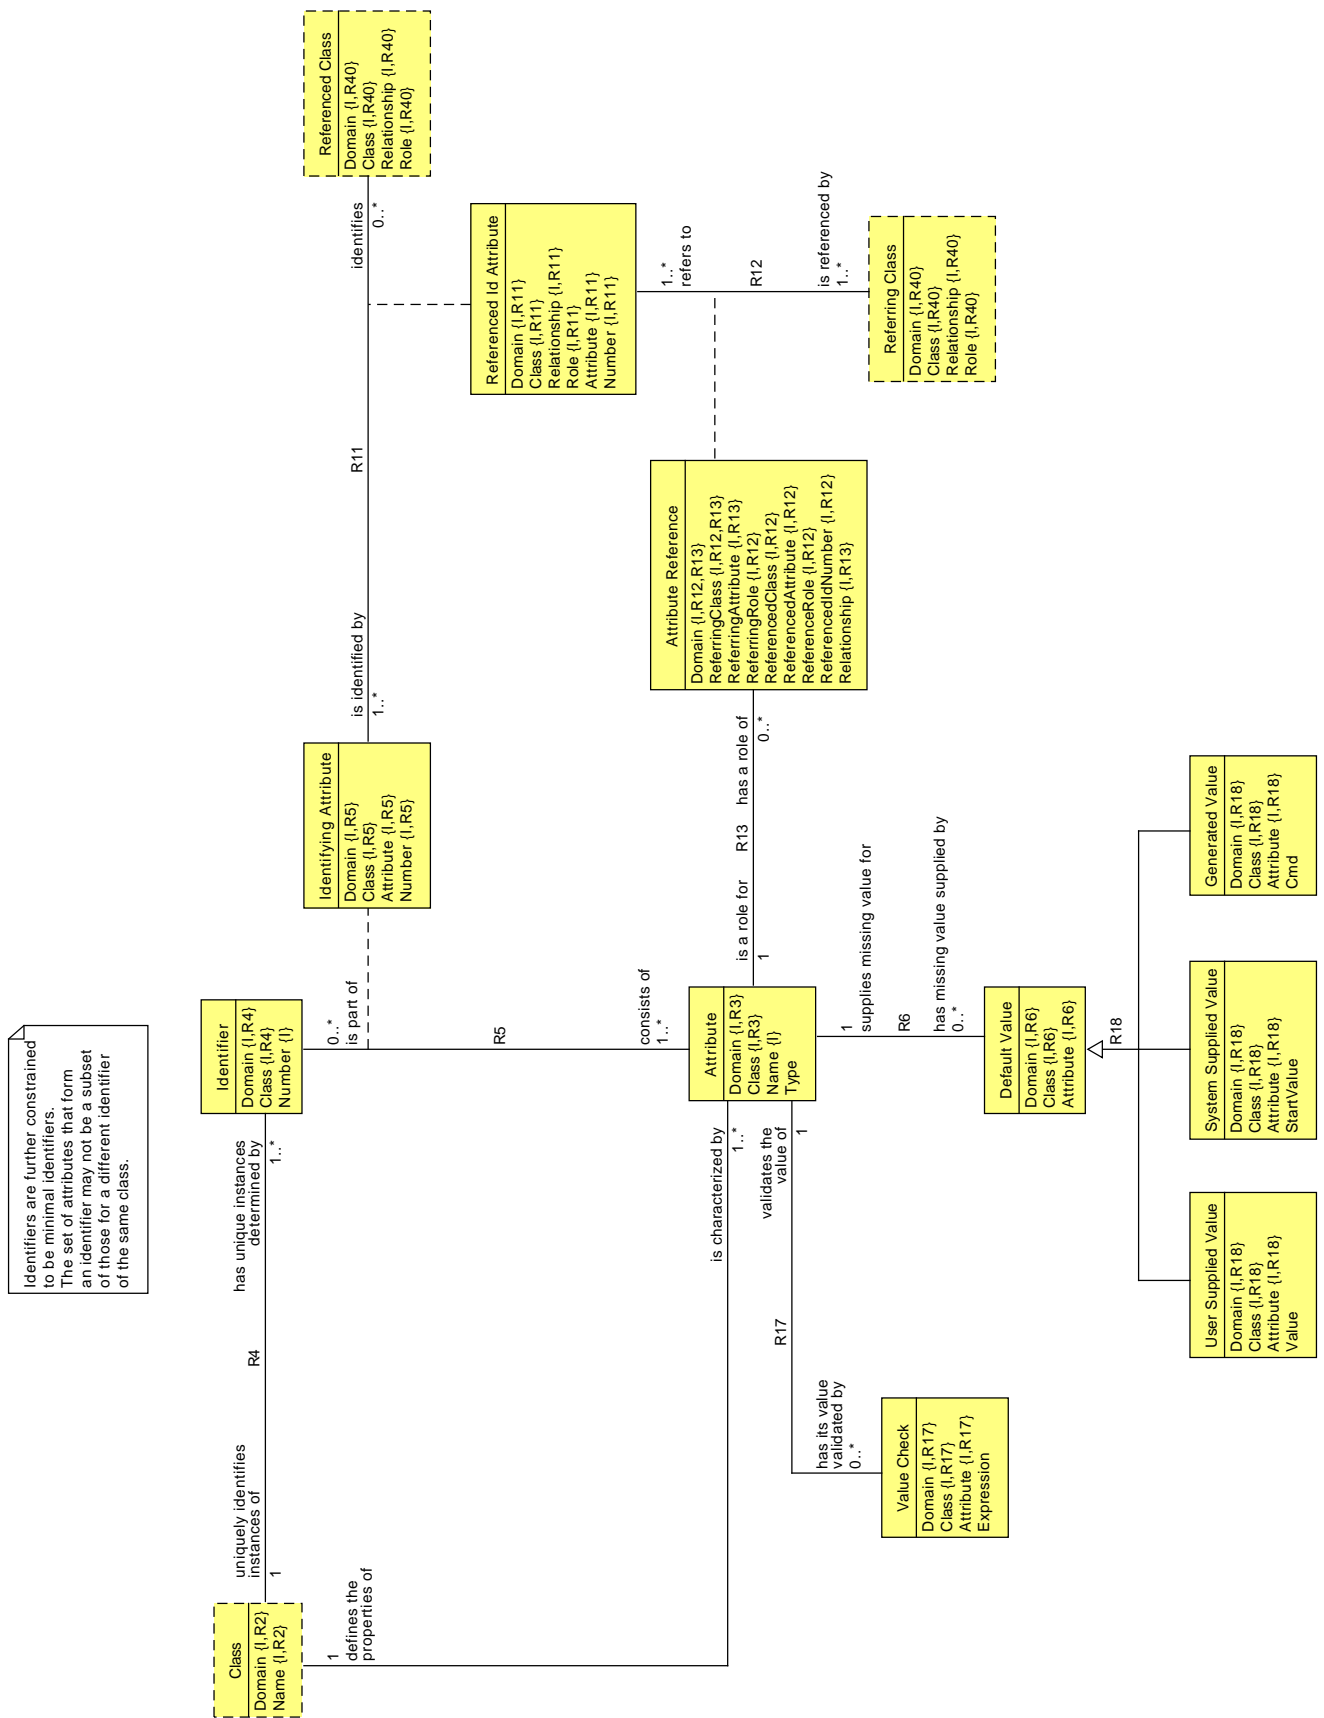 Identifiers are further constrained
to be minimal identifiers.
The set of attributes that form
an identifier may not be a subset
of those for a different identifier
of the same class.
Class
Domain {I,R2}
Name {I,R2}
uniquely identifies
instances of
1
R4
has unique instances
determined by
1..*
Identifier
Domain {I,R4}
Class {I,R4}
Number {I}
0..*
is part of
R5
consists of
1..*
Identifying Attribute
Domain {I,R5}
Class {I,R5}
Attribute {I,R5}
Number {I,R5}
is identified by
1..*
R11
identifies
0..*
Referenced Class
Domain {I,R40}
Class {I,R40}
Relationship {I,R40}
Role {I,R40}
Referenced Id Attribute
Domain {I,R11}
Class {I,R11}
Relationship {I,R11}
Role {I,R11}
Attribute {I,R11}
Number {I,R11}
1..*
refers to
R12
is referenced by
1..*
Referring Class
Domain {I,R40}
Class {I,R40}
Relationship {I,R40}
Role {I,R40}
Attribute Reference
Domain {I,R12,R13}
ReferringClass {I,R12,R13}
ReferringAttribute {I,R13}
ReferringRole {I,R12}
ReferencedClass {I,R12}
ReferencedAttribute {I,R12}
ReferenceRole {I,R12}
ReferencedIdNumber {I,R12}
Relationship {I,R13}
is a role for
1
R13
has a role of
0..*
1
defines the
properties of
is characterized by
1..*
Attribute
Domain {I,R3}
Class {I,R3}
Name {I}
Type
validates the
value of
1
R17
has its value
validated by
0..*
Value Check
Domain {I,R17}
Class {I,R17}
Attribute {I,R17}
Expression
1
supplies missing value for
R6
has missing value supplied by
0..*
Default Value
Domain {I,R6}
Class {I,R6}
Attribute {I,R6}
R18
User Supplied Value
Domain {I,R18}
Class {I,R18}
Attribute {I,R18}
Value
System Supplied Value
Domain {I,R18}
Class {I,R18}
Attribute {I,R18}
StartValue
Generated Value
Domain {I,R18}
Class {I,R18}
Attribute {I,R18}
Cmd